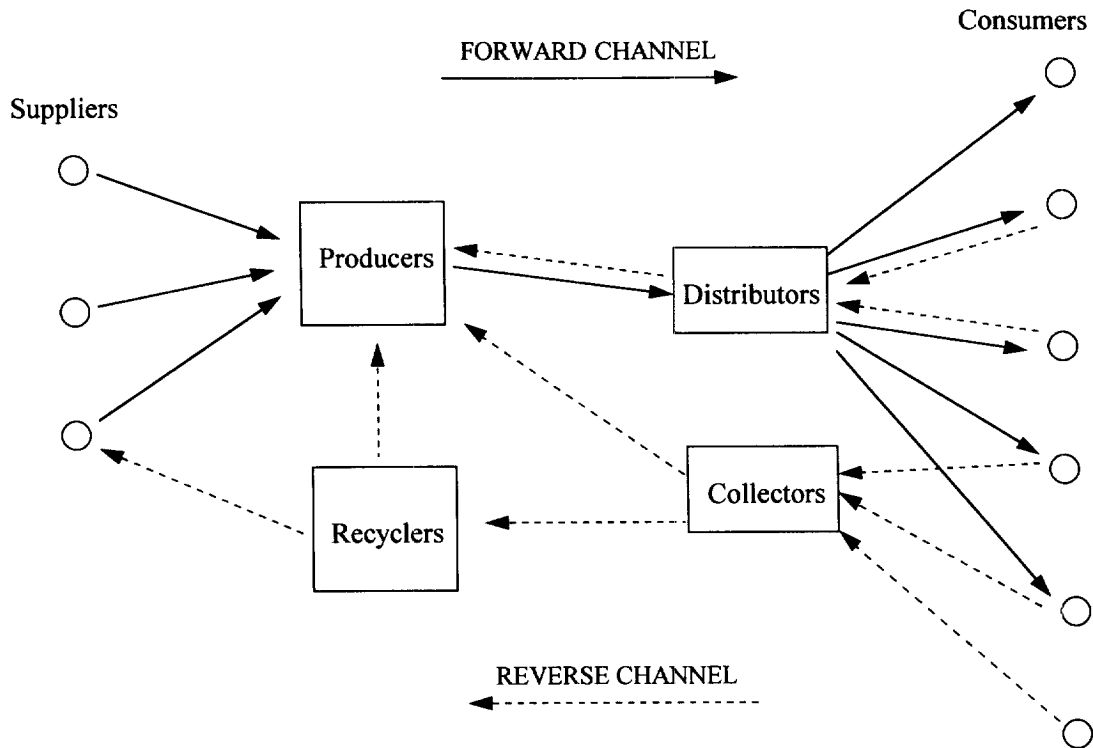 Consumers
FORWARD CHANNEL
Suppliers
Producers
Distributors
Collectors
Recyclers
REVERSE CHANNEL